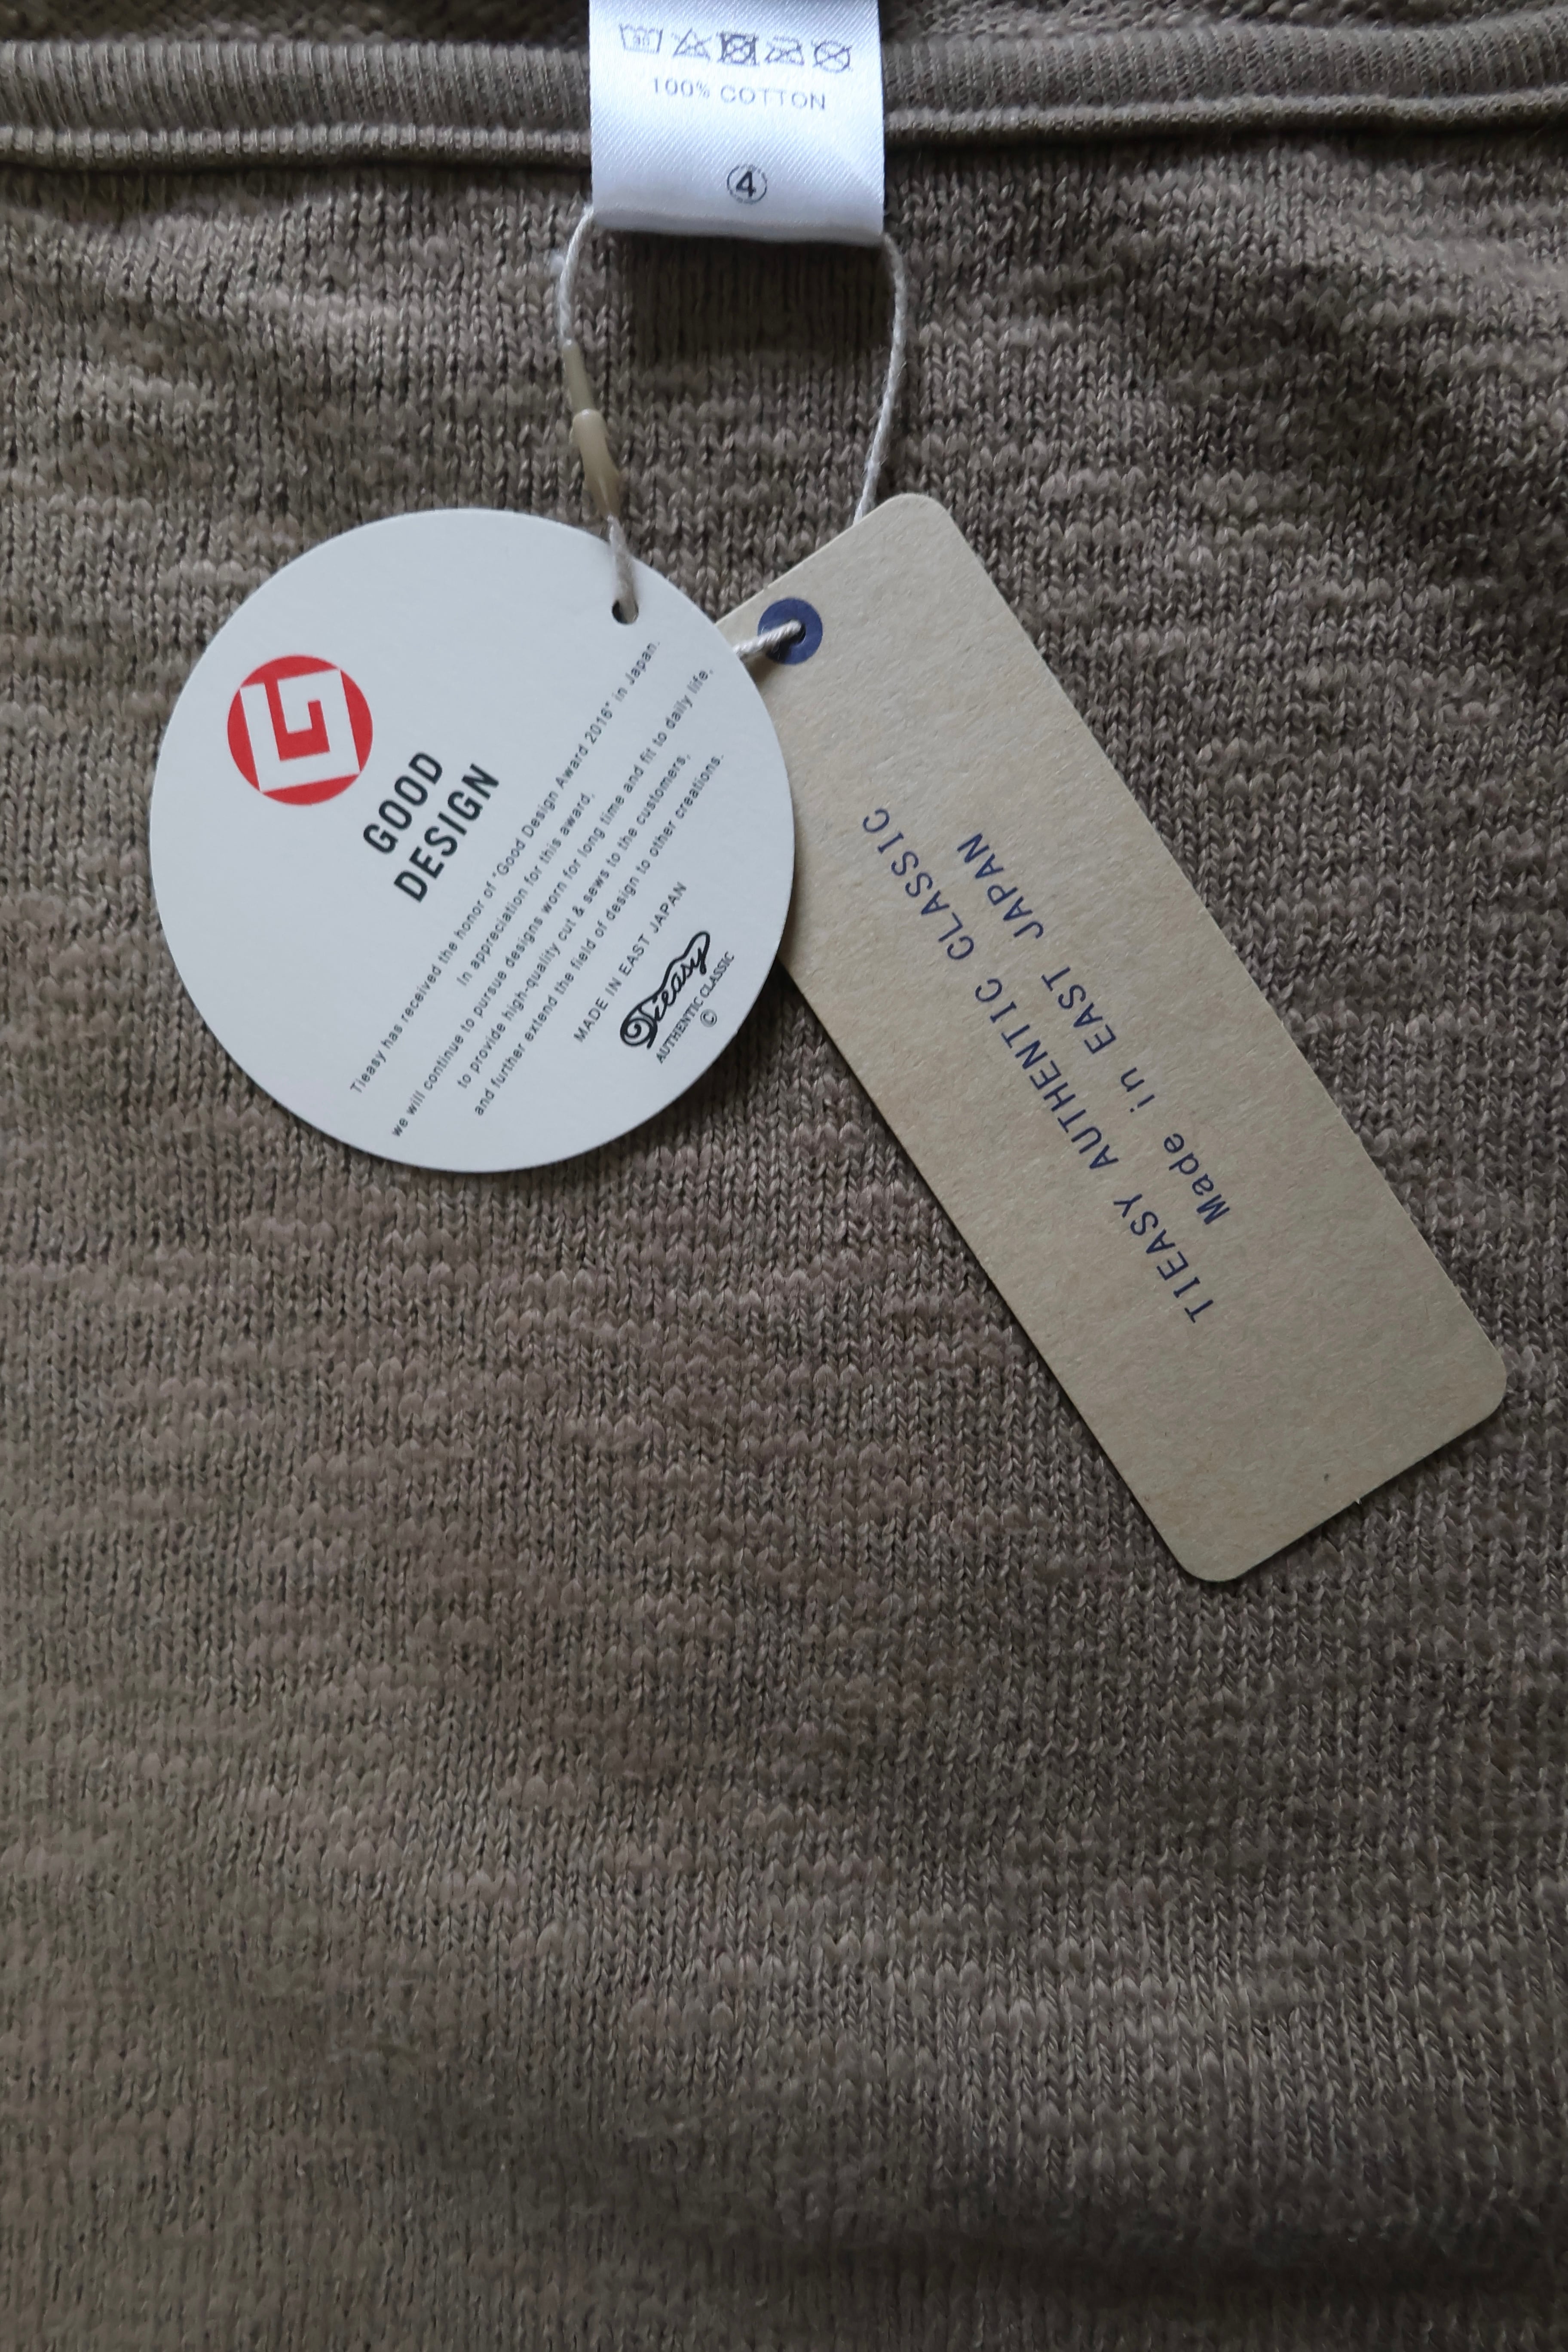 30
100% COTTON
4
GOOD
DESIGN
Tieasy has received the honor of "Good Design Award 2016" in Japan.
In appreciation for this award,
we will continue to pursue designs worn for long time and fit to daily life,
to provide high-quality cut & sews to the customers,
and further extend the field of design to other creations.
MADE IN EAST JAPAN
Tieasy
AUTHENTIC CLASSIC
©
TIEASY AUTHENTIC CLASSIC
Made in EAST JAPAN